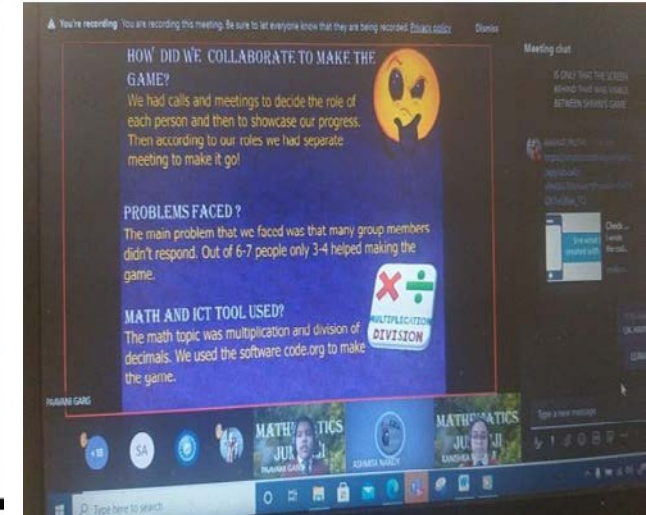 You're recording You are recording this meeting. Be sure to let everyone know that they are being recorded. Privacy policy
Dismiss
HOW DID WE COLLABORATE TO MAKE THE
GAME?
We had calls and meetings to decide the role of
each person and then to showcase our progress.
Then according to our roles we had separate
meeting to make it go!
PROBLEMS FACED ?
The main problem that we faced was that many group members
didn't respond. Out of 6-7 people only 3-4 helped making the
game.
MATH AND ICT TOOL USED?
The math topic was multiplication and division of
decimals. We used the software code.org to make
the game.
MULTIPLICATION
DIVISION
PAAVANI GARG
Meeting chat
IS ONLY THAT THE SCREEN
BEHIND THAT WAS VISIBLE
BETWEEN
GAME
Check ...
created with
Type a new message
SA
PAAVANI GARG
ASHMITA
Type here to search